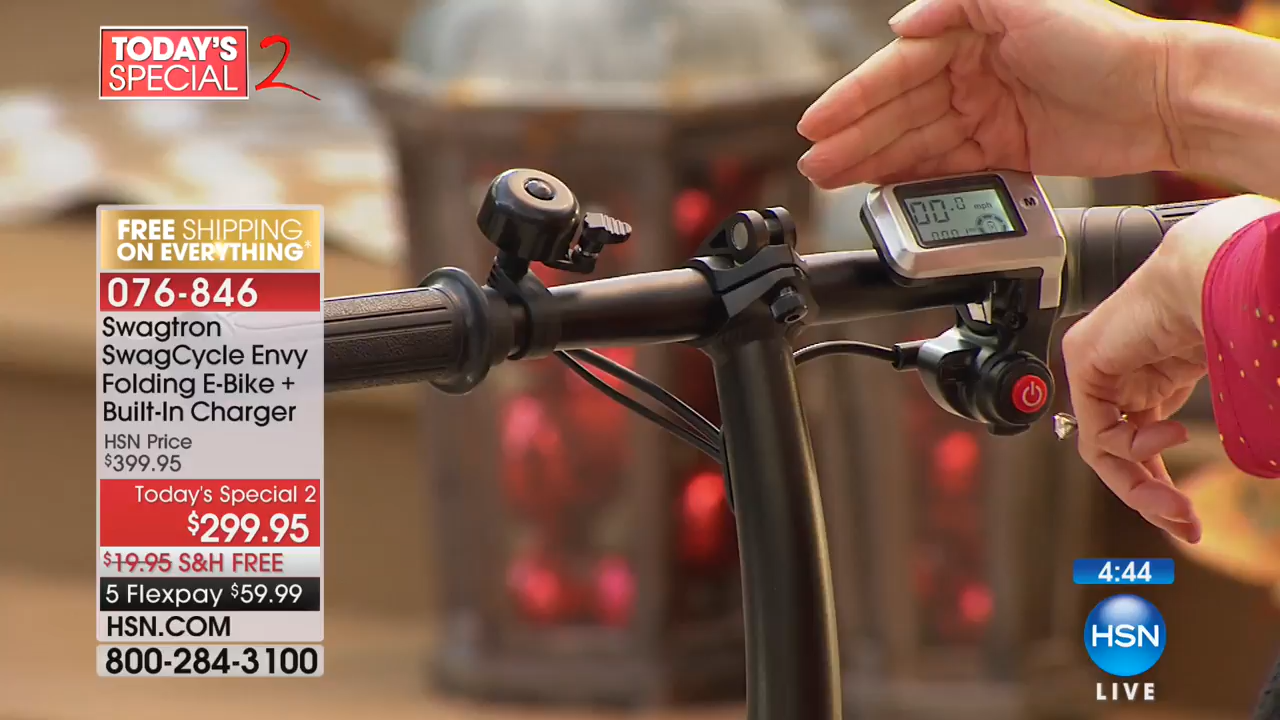 TODAY'S
SPECIAL 2
FREE SHIPPING
ON EVERYTHING*
076-846
Swagtron
SwagCycle Envy
Folding E-Bike +
Built-In Charger
HSN Price
$399.95
Today's Special 2
$299.95
$19.95 S&H FREE
5 Flexpay $59.99
HSN.COM
800-284-3100
M
00.0 mph
4:44
HSN
LIVE